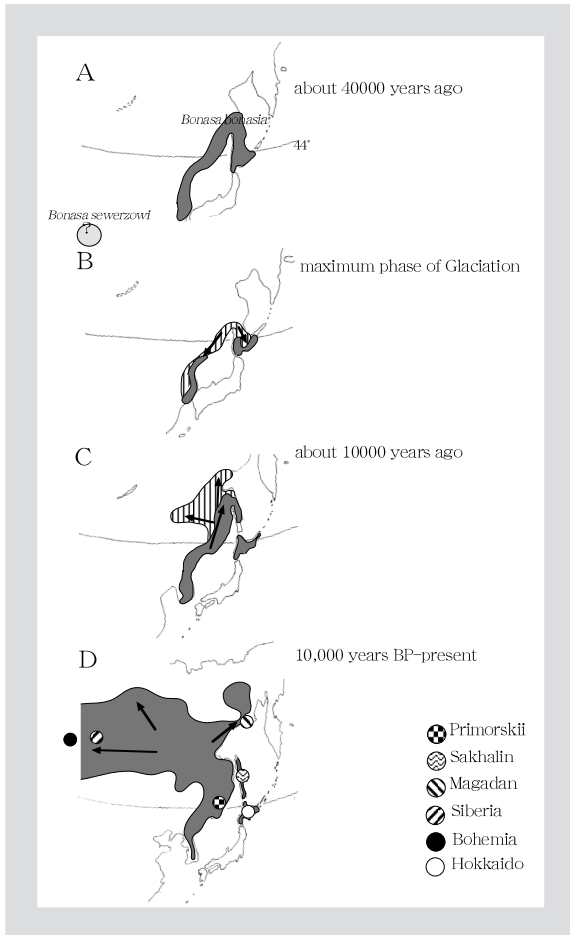 A
about 40000 years ago
Bonasa bonasia
44°
Bonasa sewerzowi
?
B
maximum phase of Glaciation
C
about 10000 years ago
D
10,000 years BP-present
Primorskii
Sakhalin
Magadan
Siberia
Bohemia
Hokkaido